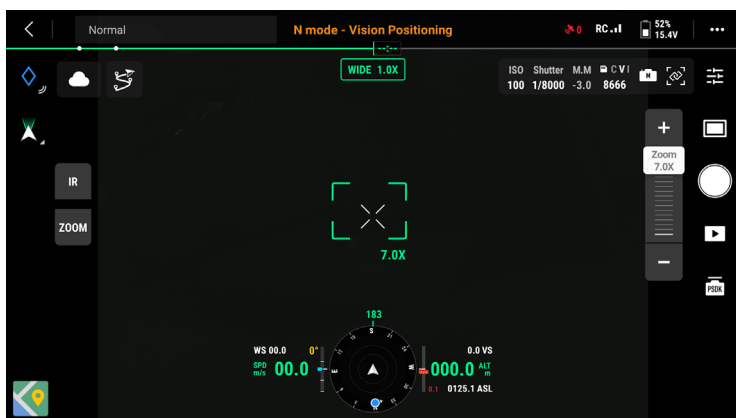 Normal
N mode - Vision Positioning
0
RC
52%
15.4V
--:--
WIDE 1.0X
ISO Shutter M.M C V I
100 1/8000 -3.0 8666
N
Zoom
7.0X
IR
ZOOM
7.0X
PSDK
183
S
E
W
WS 00.0 0°
0.0 VS
SPD
m/s
00.0
000.0
ALT
m
0.1
0125.1 ASL